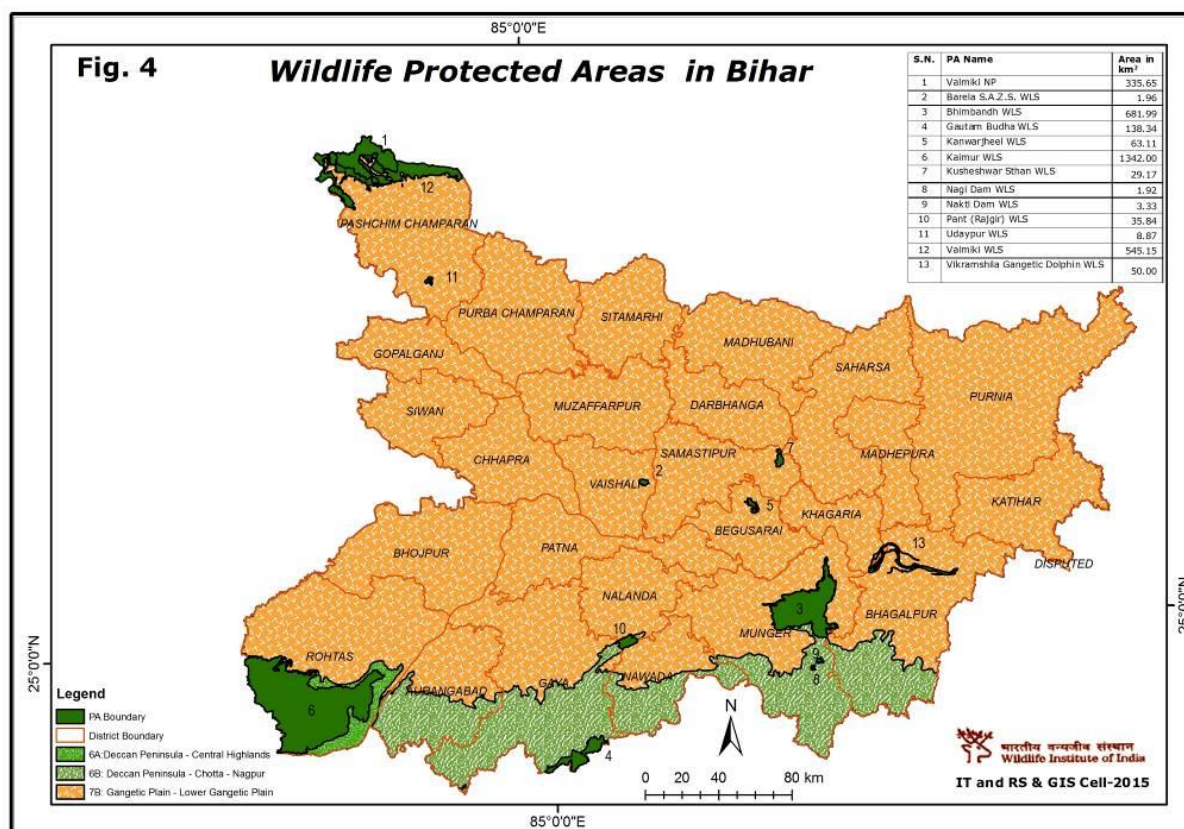 85°0'0"E
Fig. 4
Wildlife Protected Areas in Bihar
S.N. PA Name Area in km²
1 Valmiki NP 335.65
2 Barela S.A.Z.S. WLS 1.96
3 Bhimbandh WLS 681.99
4 Gautam Budha WLS 138.34
5 Kanwarjheel WLS 63.11
6 Kaimur WLS 1342.00
7 Kusheshwar Sthan WLS 29.17
8 Nagi Dam WLS 1.92
9 Nakti Dam WLS 3.33
10 Pant (Rajgir) WLS 35.84
11 Udaypur WLS 8.87
12 Valmiki WLS 545.15
13 Vikramshila Gangetic Dolphin WLS 50.00
1
12
PASHCHIM CHAMPARAN
11
PURBA CHAMPARAN
SITAMARHI
MADHUBANI
GOPALGANJ
SAHARSA
PURNIA
SIWAN
MUZAFFARPUR
DARBHANGA
CHHAPRA
SAMASTIPUR
7
MADHEPURA
VAISHALI
2
5
KHAGARIA
KATIHAR
BEGUSARAI
BHOJPUR
PATNA
13
DISPUTED
NALANDA
3
BHAGALPUR
10
MUNGER
25°0'0"N
25°0'0"N
ROHTAS
9
8
AURANGABAD
GAYA
NAWADA
6
4
Legend
PA Boundary
District Boundary
6A:Deccan Peninsula - Central Highlands
6B: Deccan Peninsula - Chotta - Nagpur
7B: Gangetic Plain - Lower Gangetic Plain
N
0 20 40 80 km
भारतीय वन्यजीव संस्थान
Wildlife Institute of India
IT and RS & GIS Cell-2015
85°0'0"E